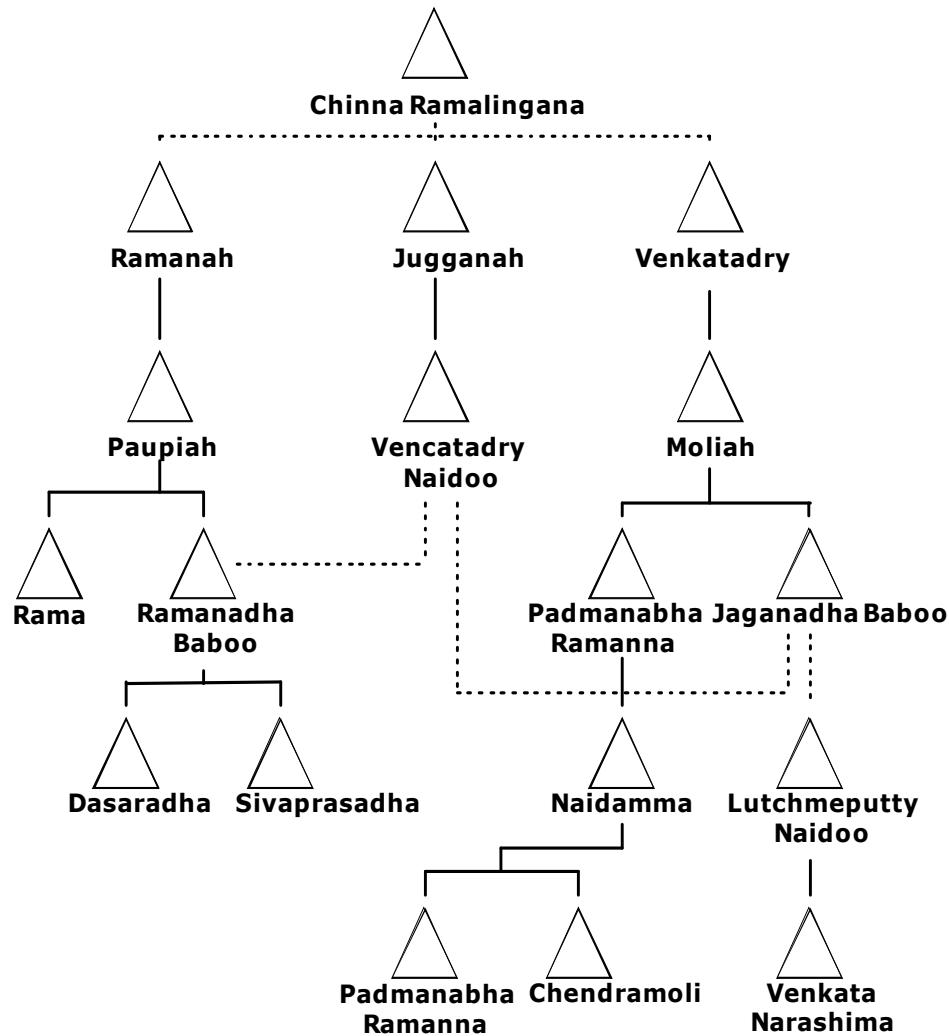 Chinna Ramalingana
Ramanah
Jugganah
Venkatadry
Paupiah
Vencatadry
Naidoo
Moliah
Rama
Ramanadha
Baboo
Padmanabha
Ramanna
Jaganadha Baboo
Dasaradha
Sivaprasadha
Naidamma
Lutchmeputty
Naidoo
Padmanabha
Ramanna
Chendramoli
Venkata
Narashima